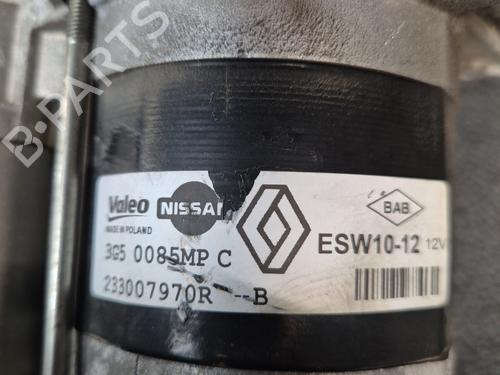 B-PARTS
Valeo NISSAN BAB
MADE IN POLAND
ESW10-12 12V
3G5 0085MP C
233007970R --B